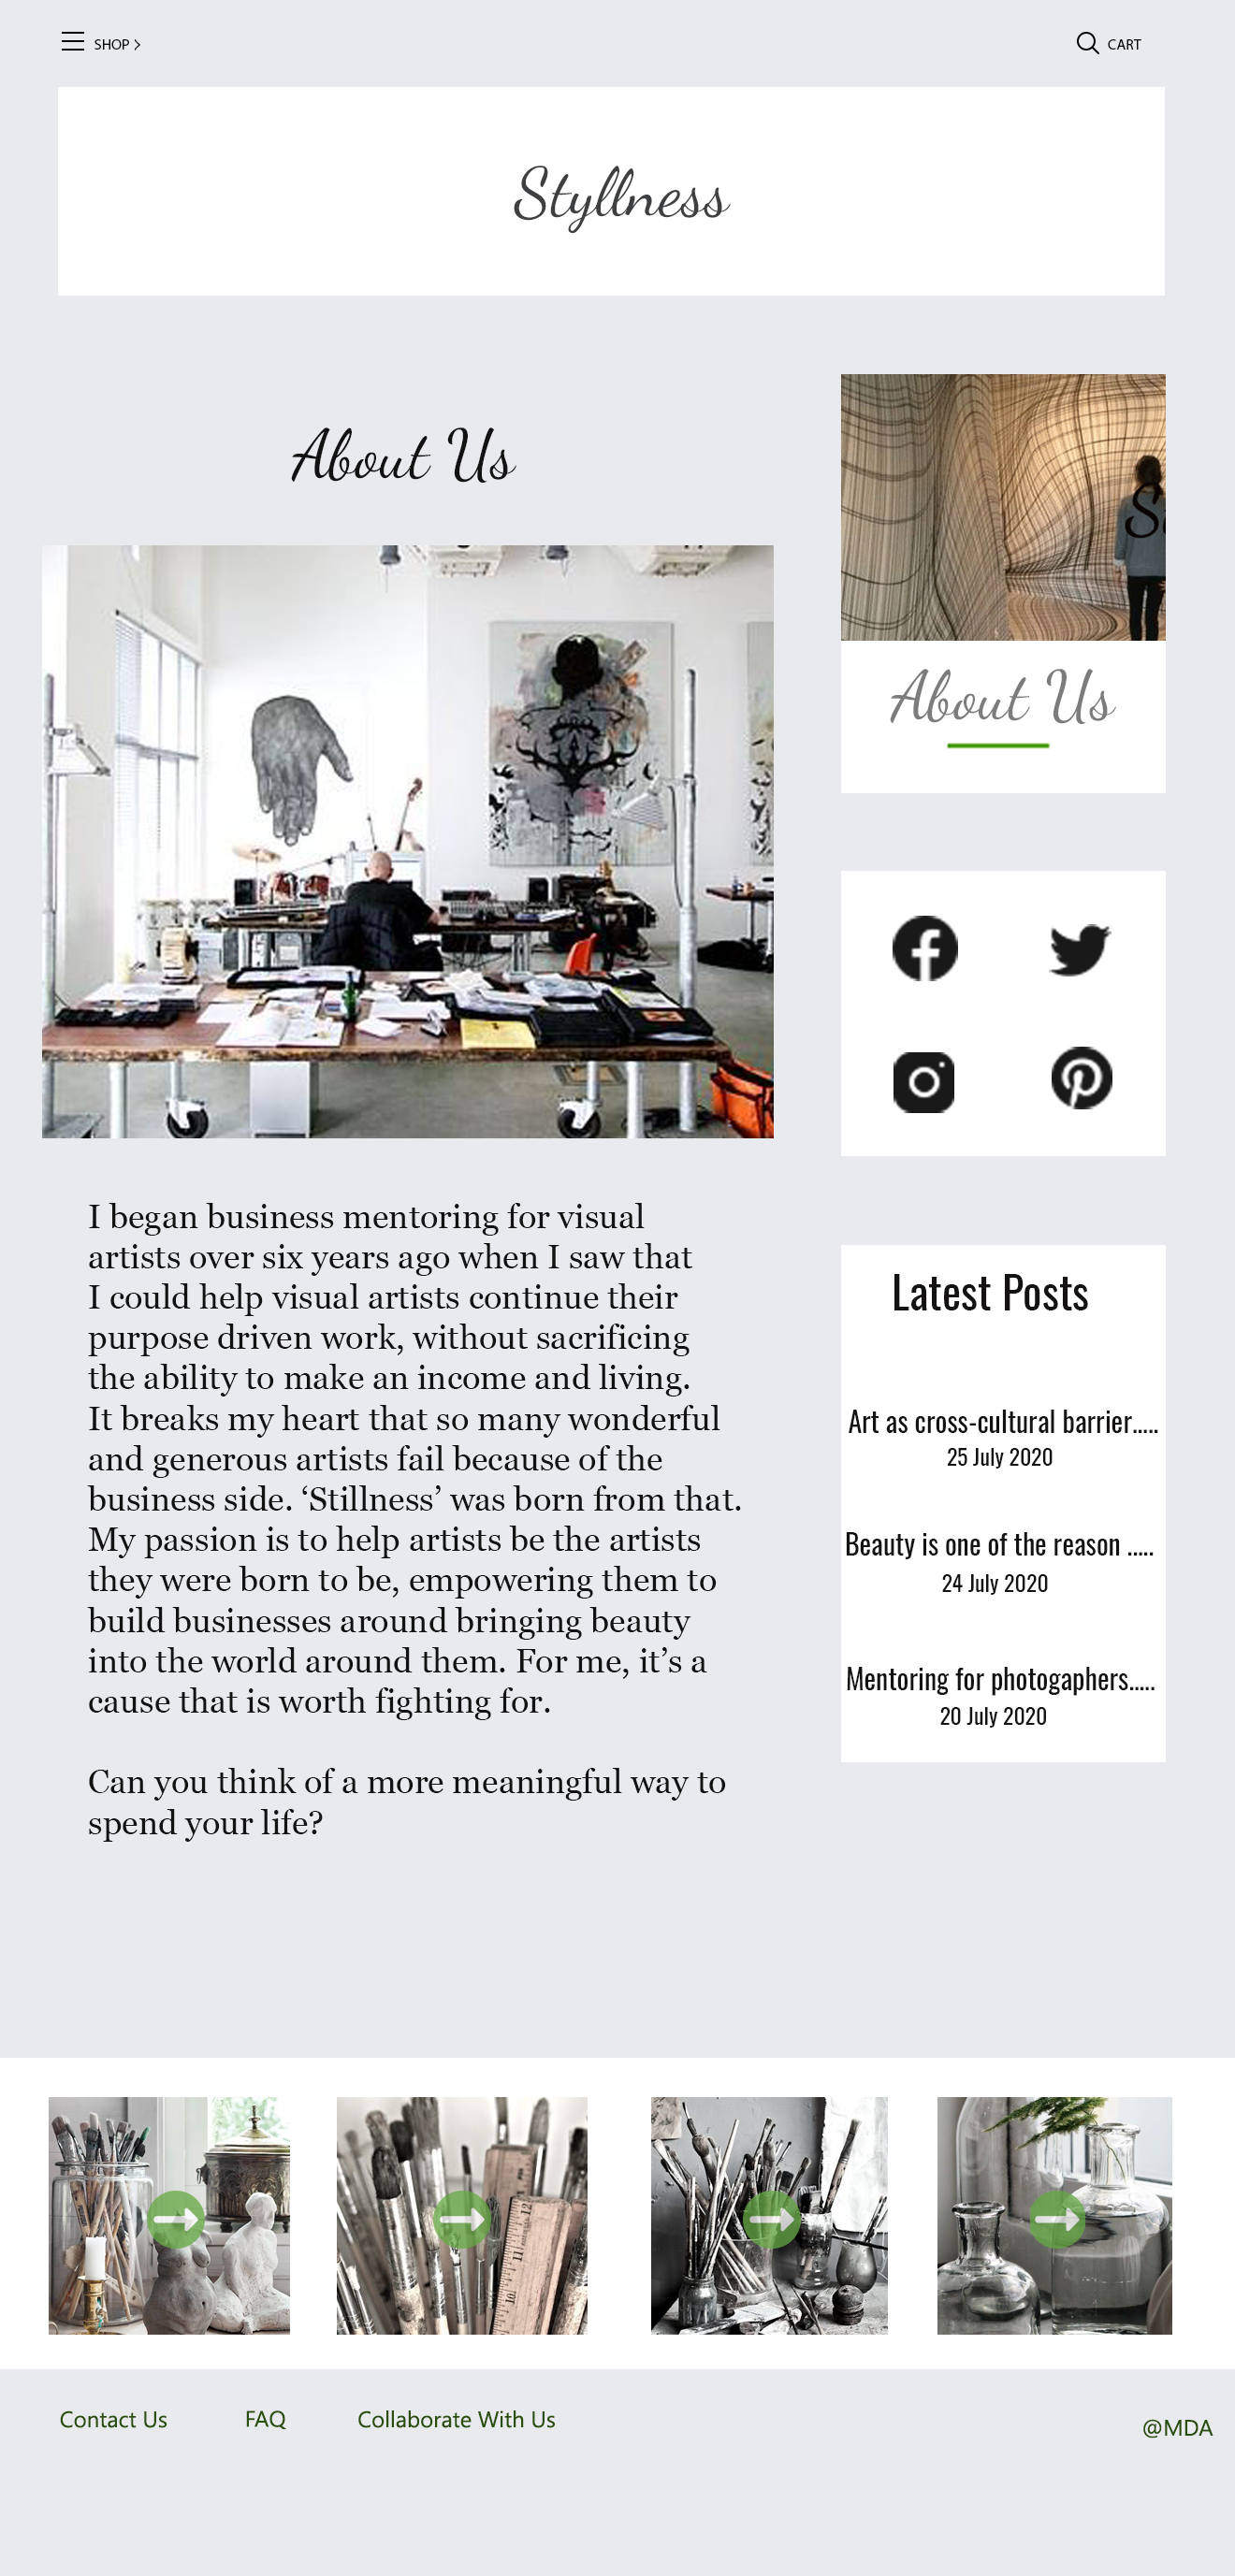 SHOP >
CART
Styllness
About Us
S
About Us
I began business mentoring for visual
artists over six years ago when I saw that
I could help visual artists continue their
purpose driven work, without sacrificing
the ability to make an income and living.
It breaks my heart that so many wonderful
and generous artists fail because of the
business side. ‘Stillness’ was born from that.
My passion is to help artists be the artists
they were born to be, empowering them to
build businesses around bringing beauty
into the world around them. For me, it’s a
cause that is worth fighting for.
Can you think of a more meaningful way to
spend your life?
Latest Posts
Art as cross-cultural barrier.....
25 July 2020
Beauty is one of the reason .....
24 July 2020
Mentoring for photogaphers.....
20 July 2020
12
11
10
Contact Us
FAQ
Collaborate With Us
@MDA